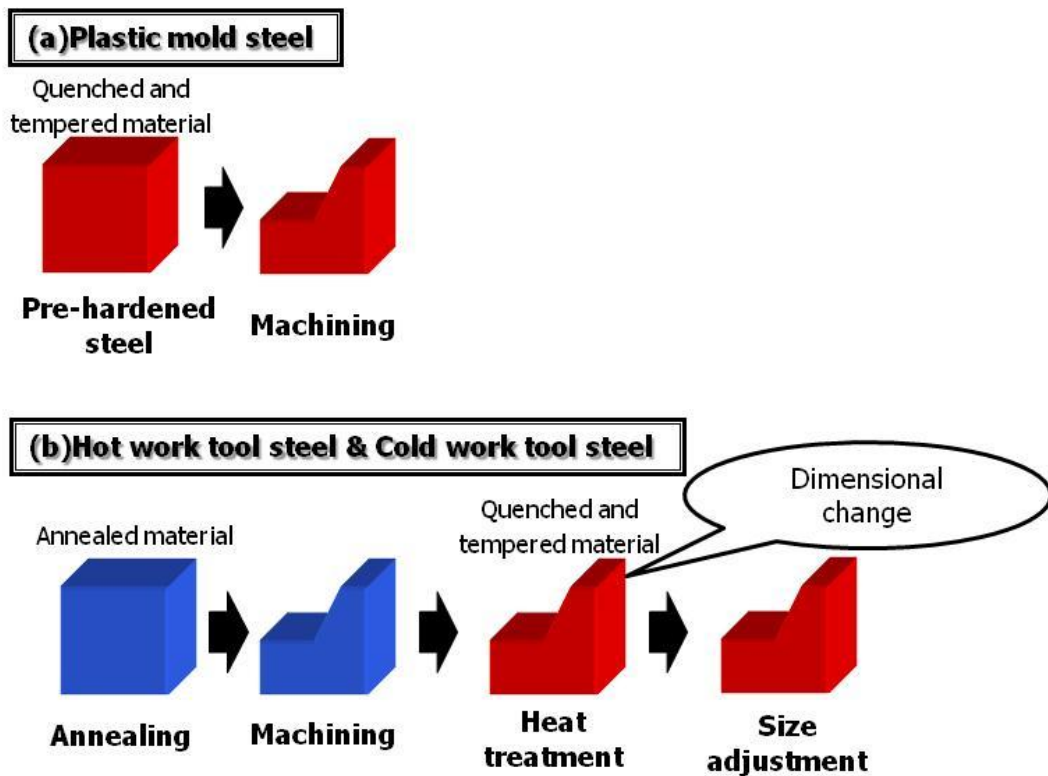 (a)Plastic mold steel
Quenched and
tempered material
Pre-hardened
steel
Machining
(b)Hot work tool steel & Cold work tool steel
Dimensional
change
Annealed material
Quenched and
tempered material
Annealing
Machining
Heat
treatment
Size
adjustment